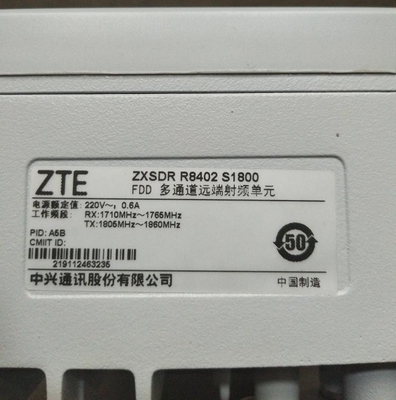 ZTE
ZXSDR R8402 S1800
FDD 多通道远端射频单元
电源额定值: 220V～, 0.6A
工作频段: RX:1710MHz～1765MHz
TX:1805MHz～1860MHz
PID: A5B
CMIIT ID:
219112463235
50
中兴通讯股份有限公司
中国制造